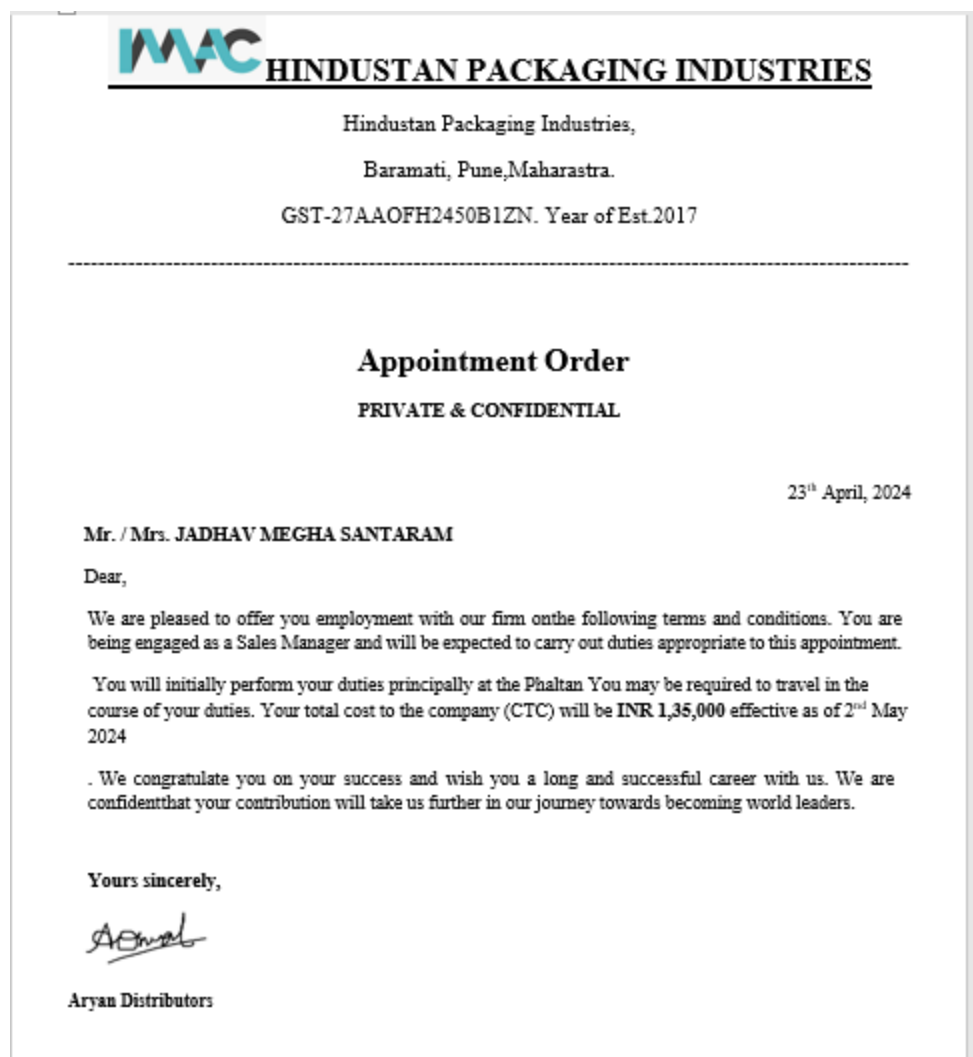 IMAC HINDUSTAN PACKAGING INDUSTRIES
Hindustan Packaging Industries,
Baramati, Pune,Maharastra.
GST-27AAOFH2450B1ZN. Year of Est.2017
--------------------------------------------------------------------------------------------------------------
Appointment Order
PRIVATE & CONFIDENTIAL
23th April, 2024
Mr. / Mrs. JADHAV MEGHA SANTARAM
Dear,
We are pleased to offer you employment with our firm onthe following terms and conditions. You are
being engaged as a Sales Manager and will be expected to carry out duties appropriate to this appointment.
You will initially perform your duties principally at the Phaltan You may be required to travel in the
course of your duties. Your total cost to the company (CTC) will be INR 1,35,000 effective as of 2nd May
2024
. We congratulate you on your success and wish you a long and successful career with us. We are
confidentthat your contribution will take us further in our journey towards becoming world leaders.
Yours sincerely,
Aryan Distributors